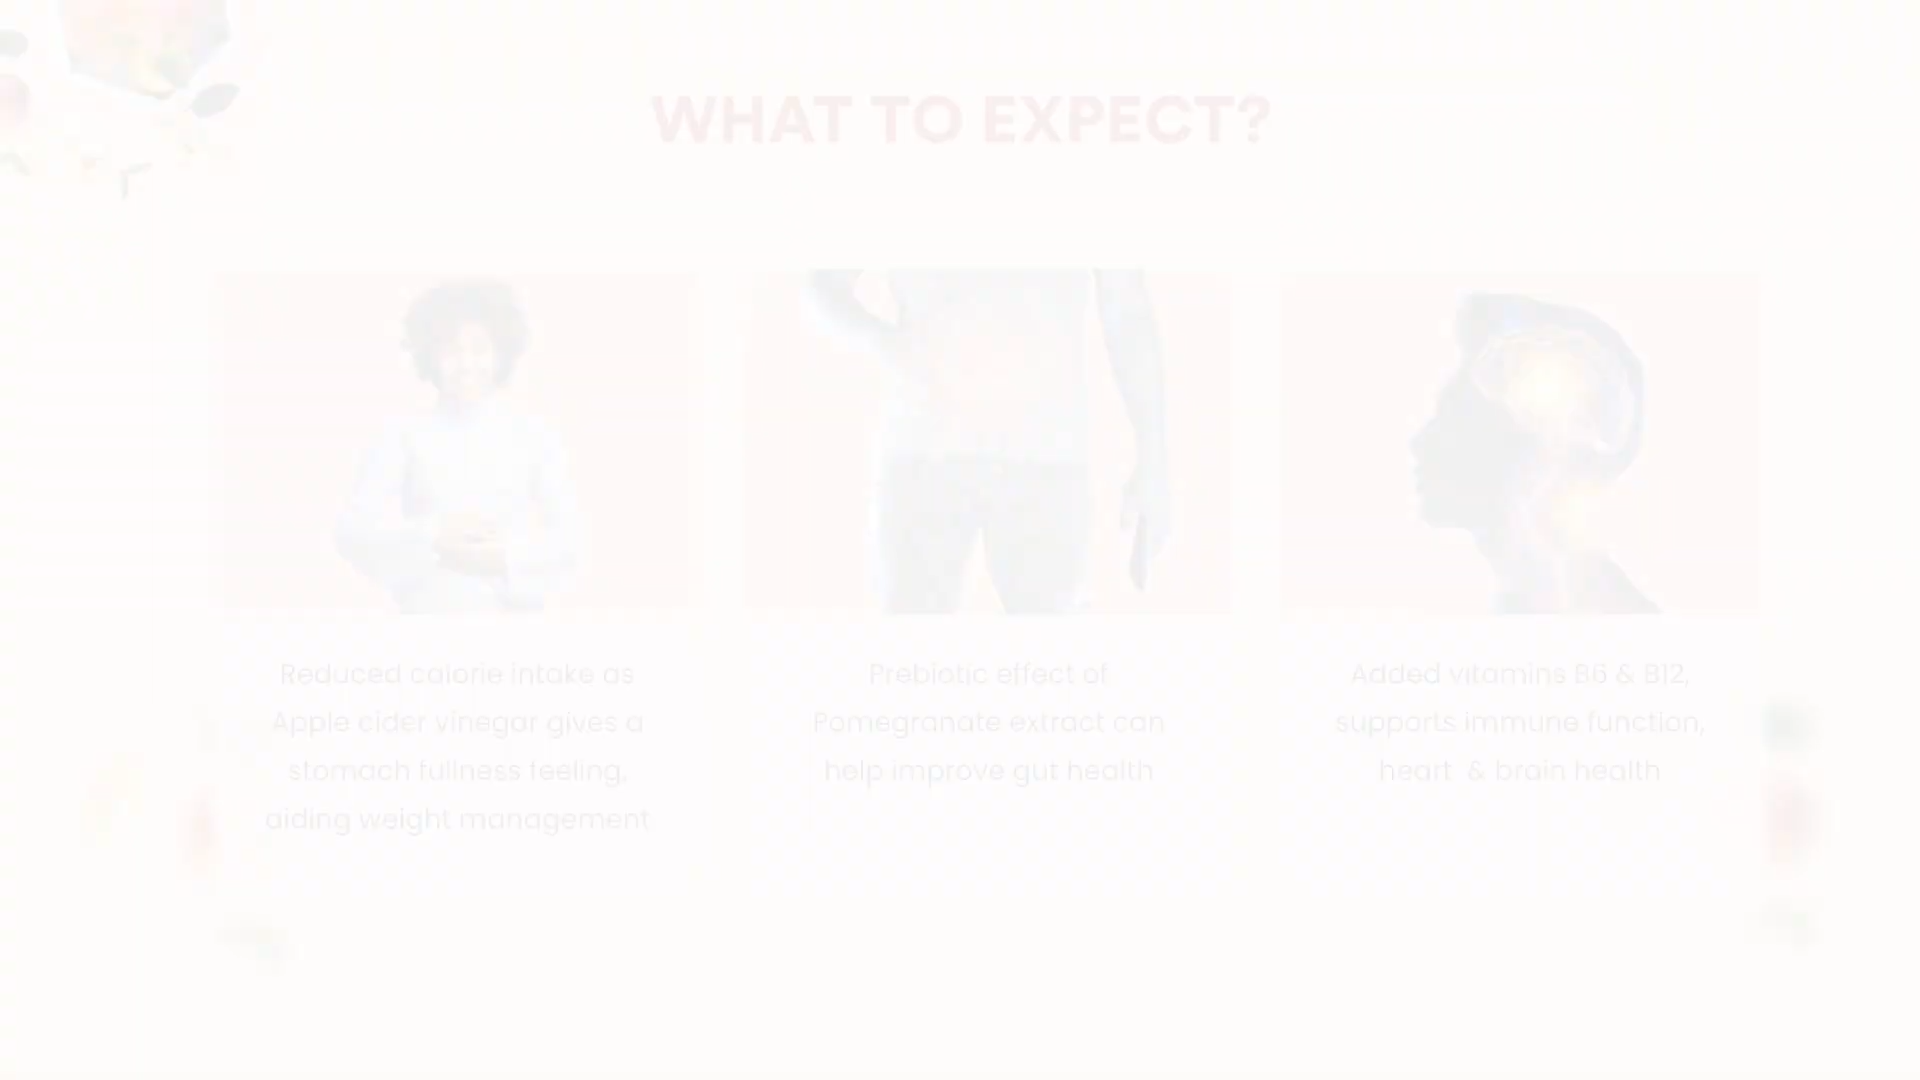 WHAT TO EXPECT?
Reduced calorie intake as
Apple cider vinegar gives a
stomach fullness feeling,
aiding weight management
Prebiotic effect of
Pomegranate extract can
help improve gut health
Added vitamins B6 & B12,
supports immune function,
heart & brain health